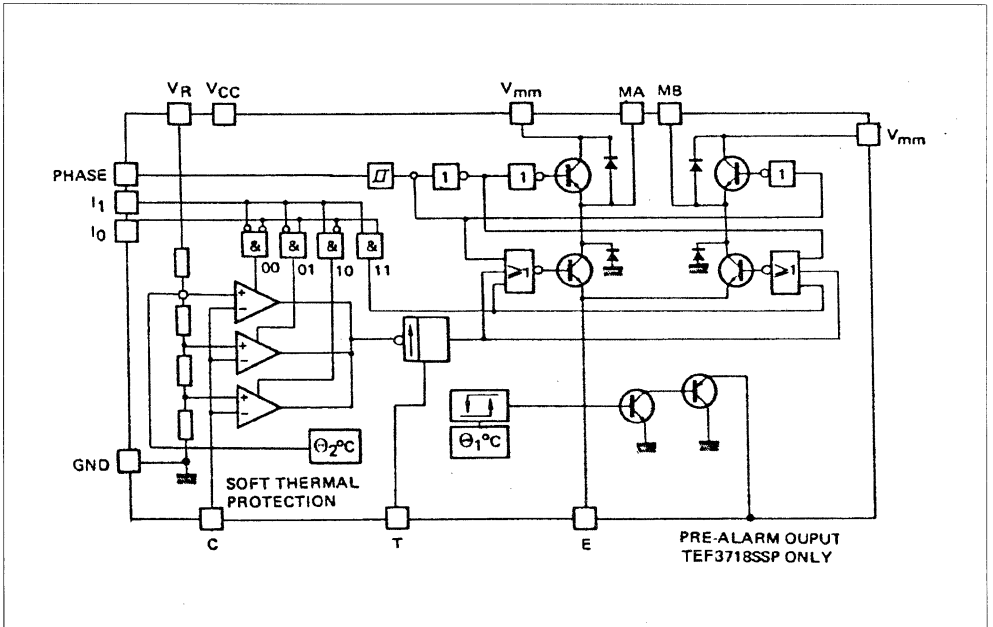 VR
VCC
Vmm
MA
MB
Vmm
PHASE
I1
I0
1
1
1
&
&
&
&
00
01
10
11
≥1
≥1
+
−
+
−
+
−
Θ2°C
Θ1°C
GND
SOFT THERMAL
PROTECTION
C
T
E
PRE-ALARM OUPUT
TEF3718SSP ONLY